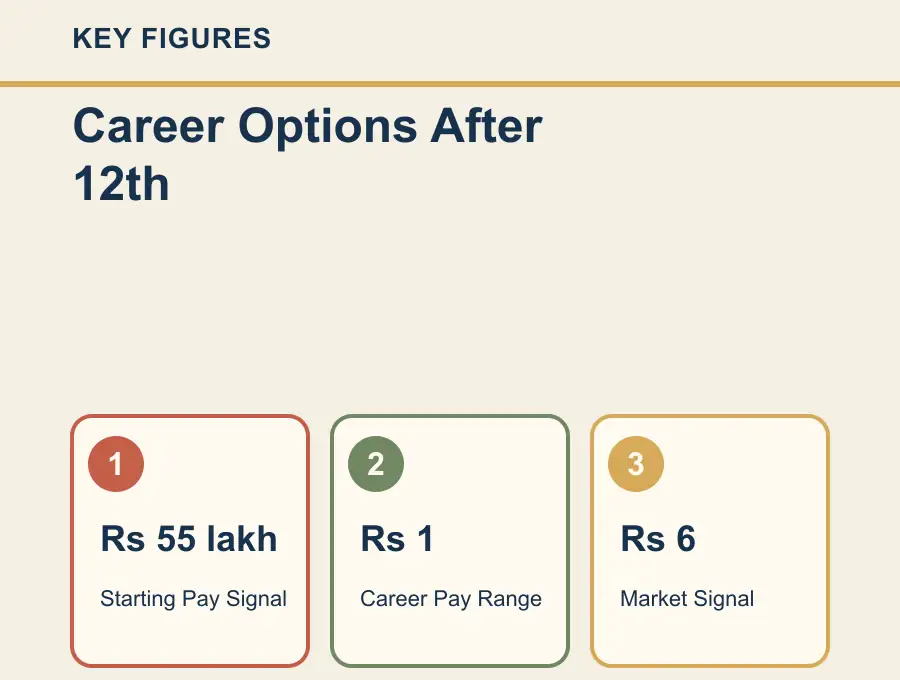 KEY FIGURES
Career Options After
12th
1
Rs 55 lakh
Starting Pay Signal
2
Rs 1
Career Pay Range
3
Rs 6
Market Signal